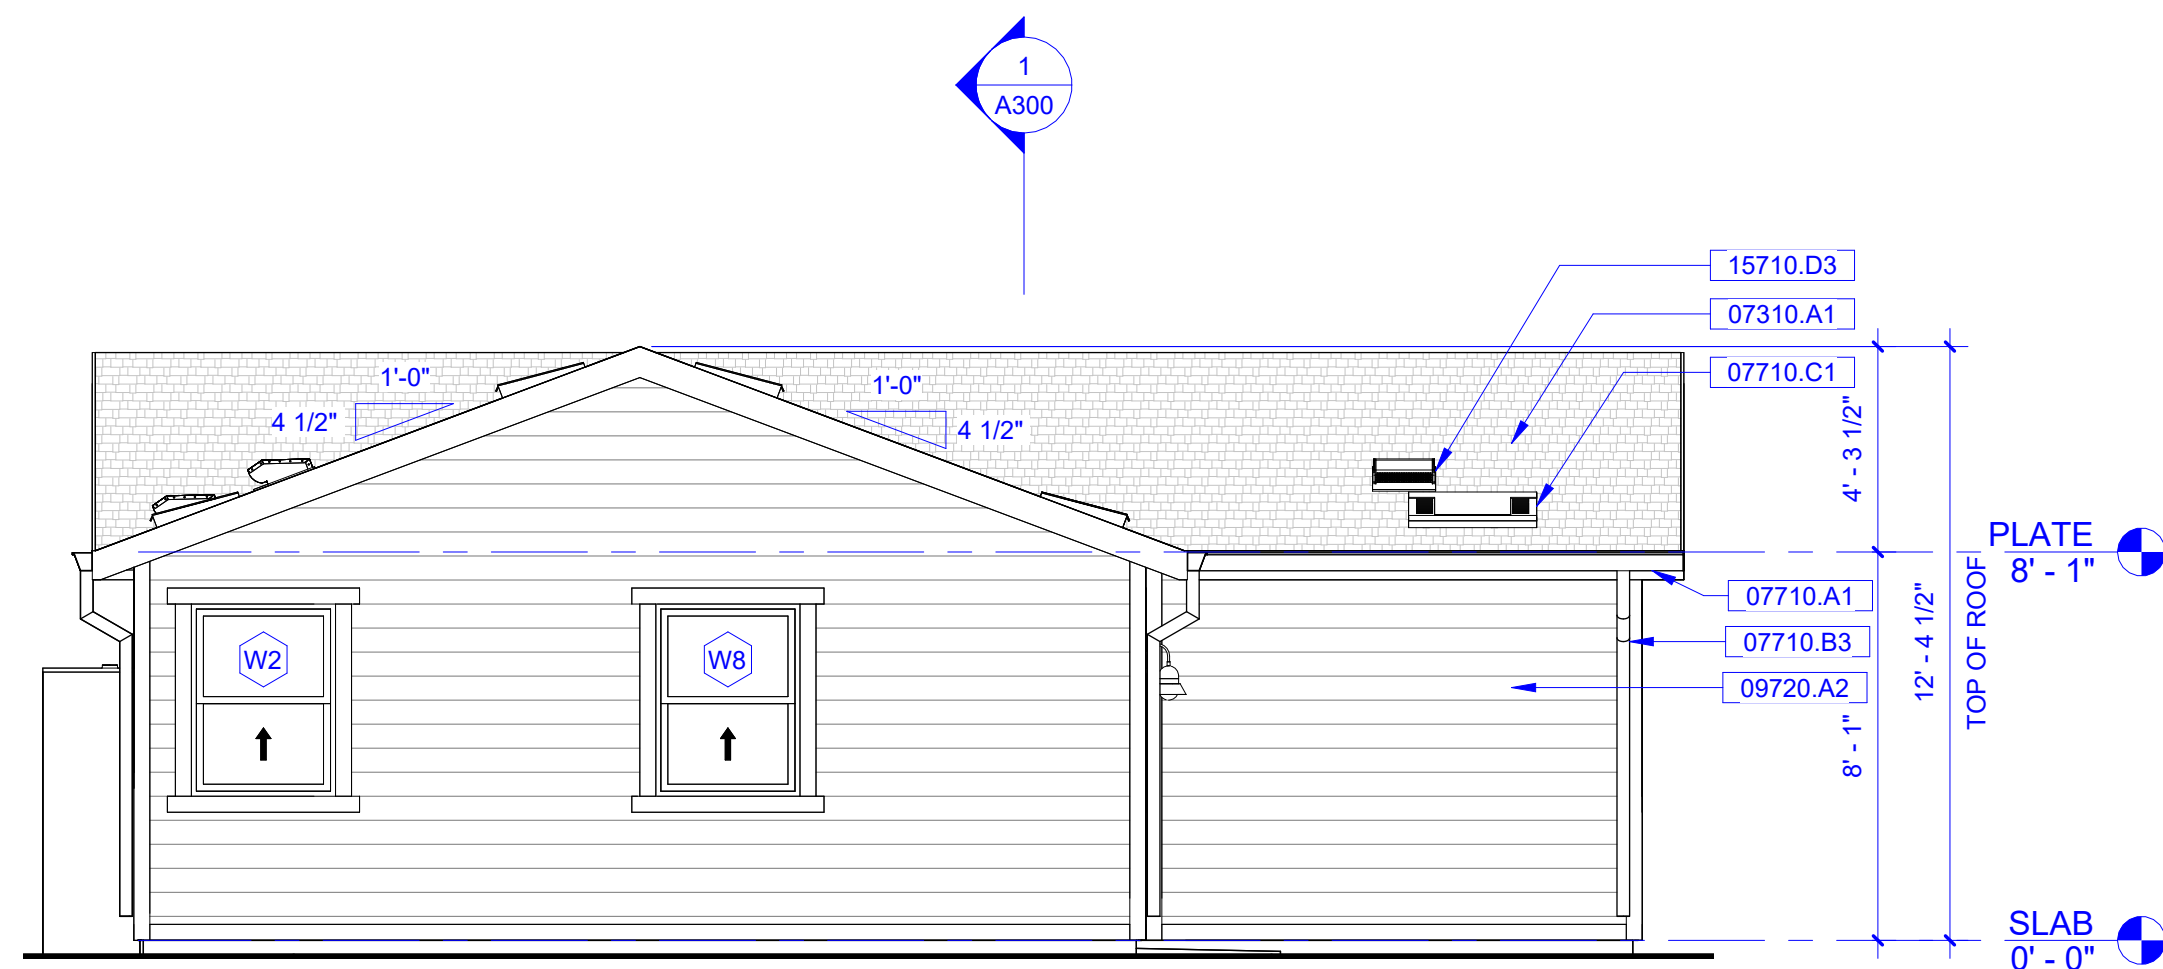 1
A300
15710.D3
07310.A1
07710.C1
1'-0"
4 1/2"
1'-0"
4 1/2"
4' - 3 1/2"
PLATE
8' - 1"
07710.A1
07710.B3
09720.A2
W2
W8
8' - 1"
12' - 4 1/2"
TOP OF ROOF
SLAB
0' - 0"